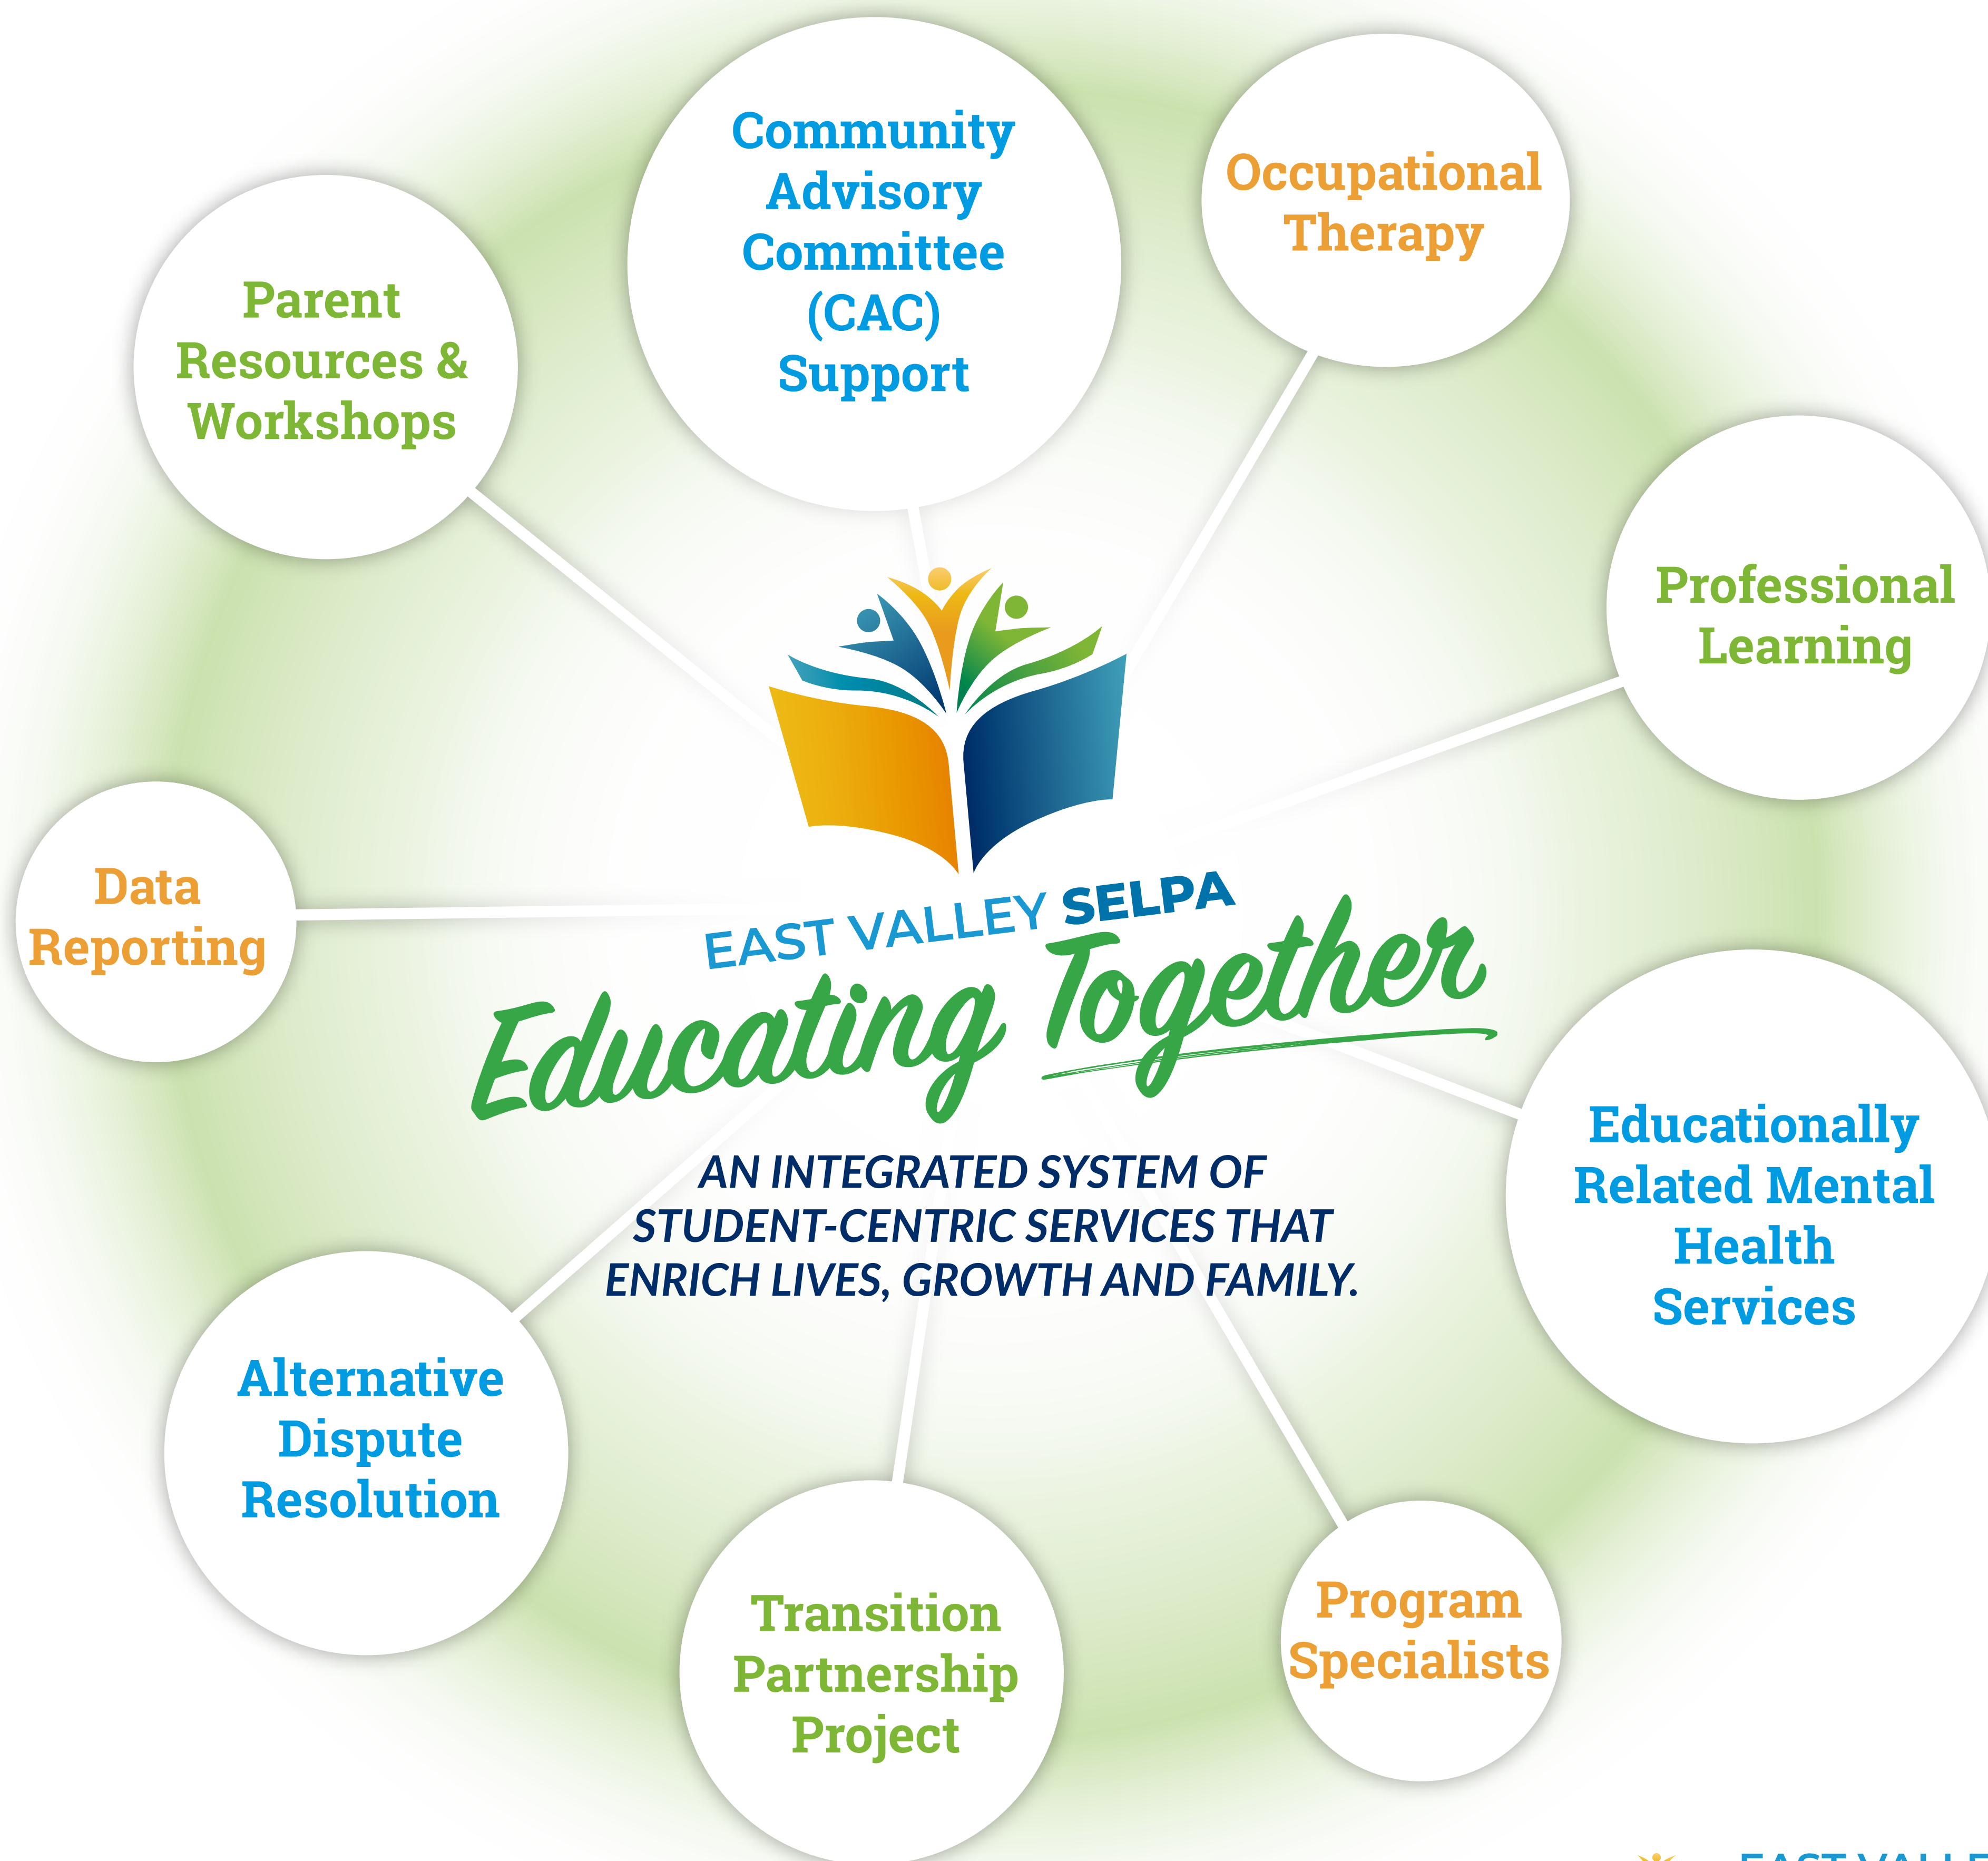 Community
Advisory
Committee
(CAC)
Support
Occupational
Therapy
Parent
Resources &
Workshops
Professional
Learning
Data
Reporting
EAST VALLEY SELPA
Educating Together
AN INTEGRATED SYSTEM OF
STUDENT-CENTRIC SERVICES THAT
ENRICH LIVES, GROWTH AND FAMILY.
Educationally
Related Mental
Health
Services
Alternative
Dispute
Resolution
Transition
Partnership
Project
Program
Specialists